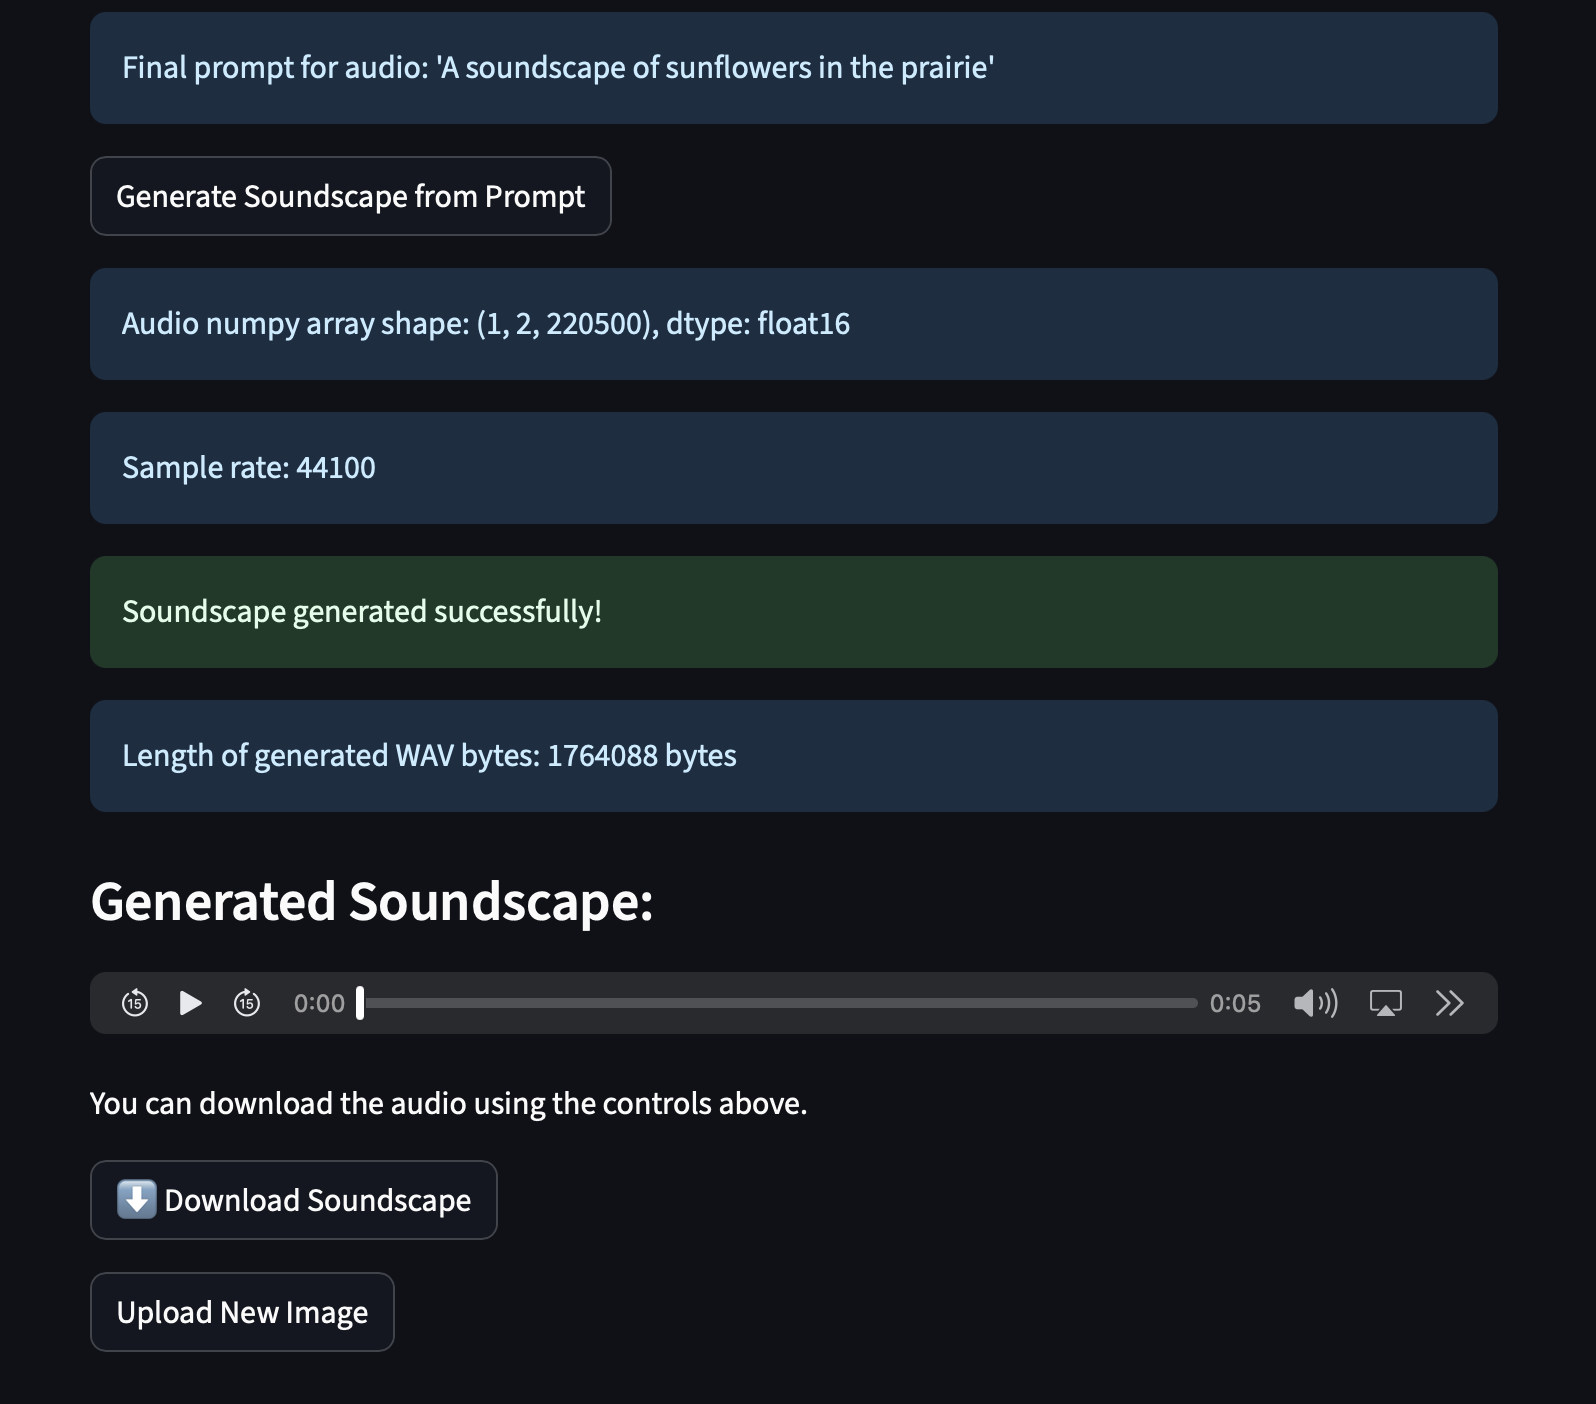 Final prompt for audio: 'A soundscape of sunflowers in the prairie'
Generate Soundscape from Prompt
Audio numpy array shape: (1, 2, 220500), dtype: float16
Sample rate: 44100
Soundscape generated successfully!
Length of generated WAV bytes: 1764088 bytes
Generated Soundscape:
15 15 0:00 0:05
You can download the audio using the controls above.
⬇️ Download Soundscape
Upload New Image